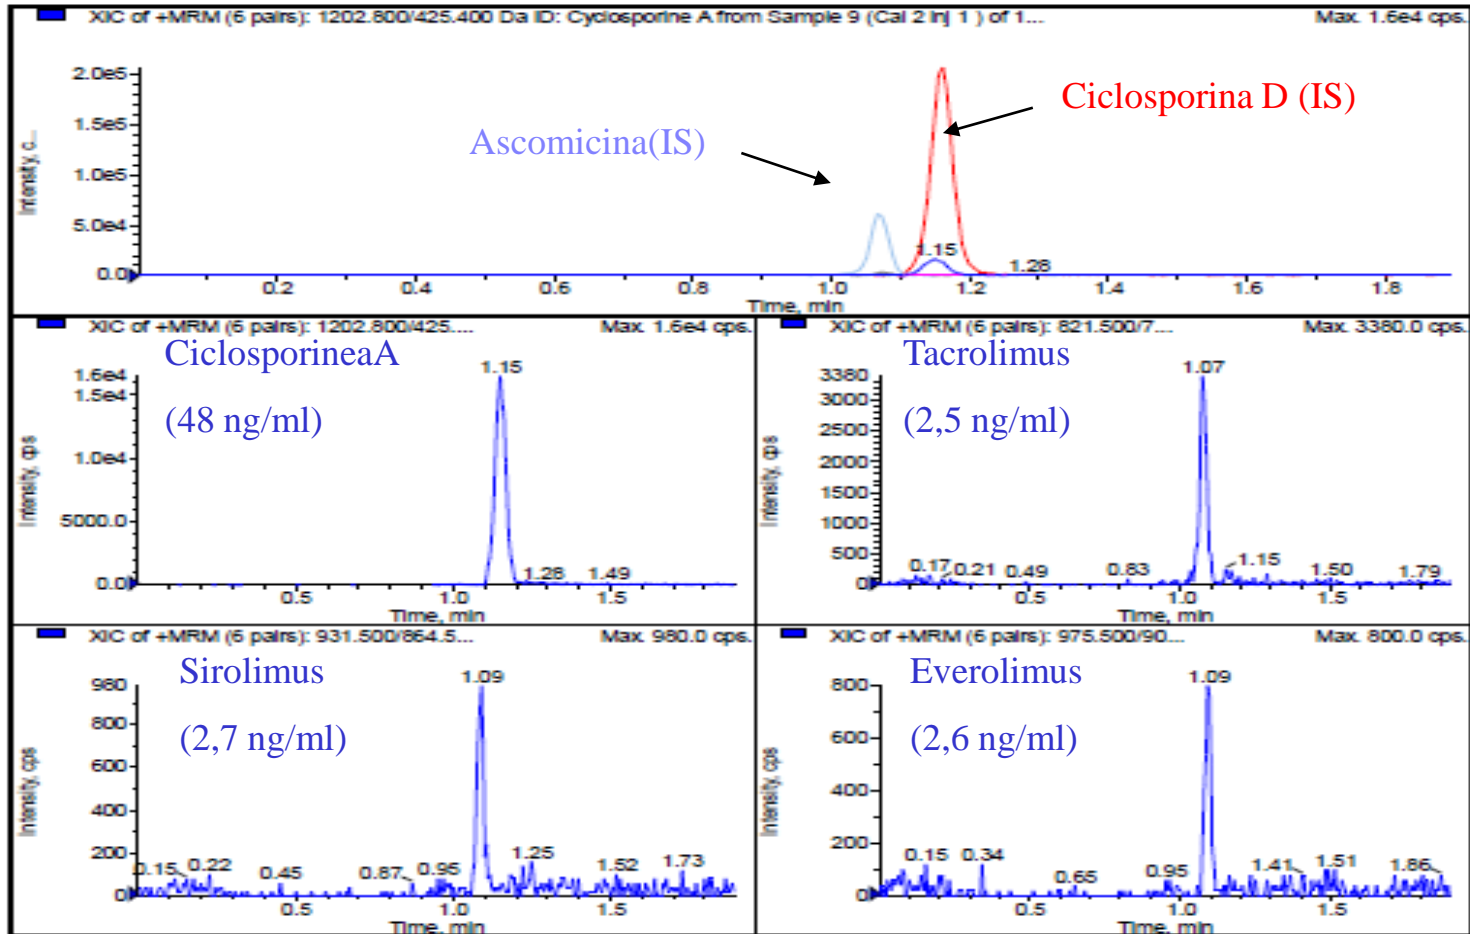 XIC of +MRM (6 pairs): 1202.800/425.400 Da ID: Cyclosporine A from Sample 9 (Cal 2 Inj 1 ) of 1... Max. 1.6e4 cps.
2.0e5
1.5e5
1.0e5
5.0e4
0.0
Intensity, c...
Ciclosporina D (IS)
Ascomicina(IS)
1.15
1.28
0.2 0.4 0.6 0.8 1.0 1.2 1.4 1.6 1.8
Time, min
XIC of +MRM (6 pairs): 1202.800/425.... Max. 1.6e4 cps.
CiclosporineaA
(48 ng/ml)
1.6e4
1.5e4
1.0e4
5000.0
0.0
Intensity, cps
1.15
1.28 1.49
0.5 1.0 1.5
Time, min
XIC of +MRM (6 pairs): 821.500/7... Max. 3380.0 cps.
Tacrolimus
(2,5 ng/ml)
3380
3000
2500
2000
1500
1000
500
0
Intensity, cps
1.07
0.17 0.21 0.49 0.83 1.15 1.50 1.79
0.5 1.0 1.5
Time, min
XIC of +MRM (6 pairs): 931.500/864.5... Max. 980.0 cps.
Sirolimus
(2,7 ng/ml)
980
800
600
400
200
0
Intensity, cps
1.09
0.15 0.22 0.45 0.87 0.95 1.25 1.52 1.73
0.5 1.0 1.5
Time, min
XIC of +MRM (6 pairs): 975.500/90... Max. 800.0 cps.
Everolimus
(2,6 ng/ml)
800
600
400
200
0
Intensity, cps
1.09
0.15 0.34 0.65 0.95 1.41 1.51 1.86
0.5 1.0 1.5
Time, min